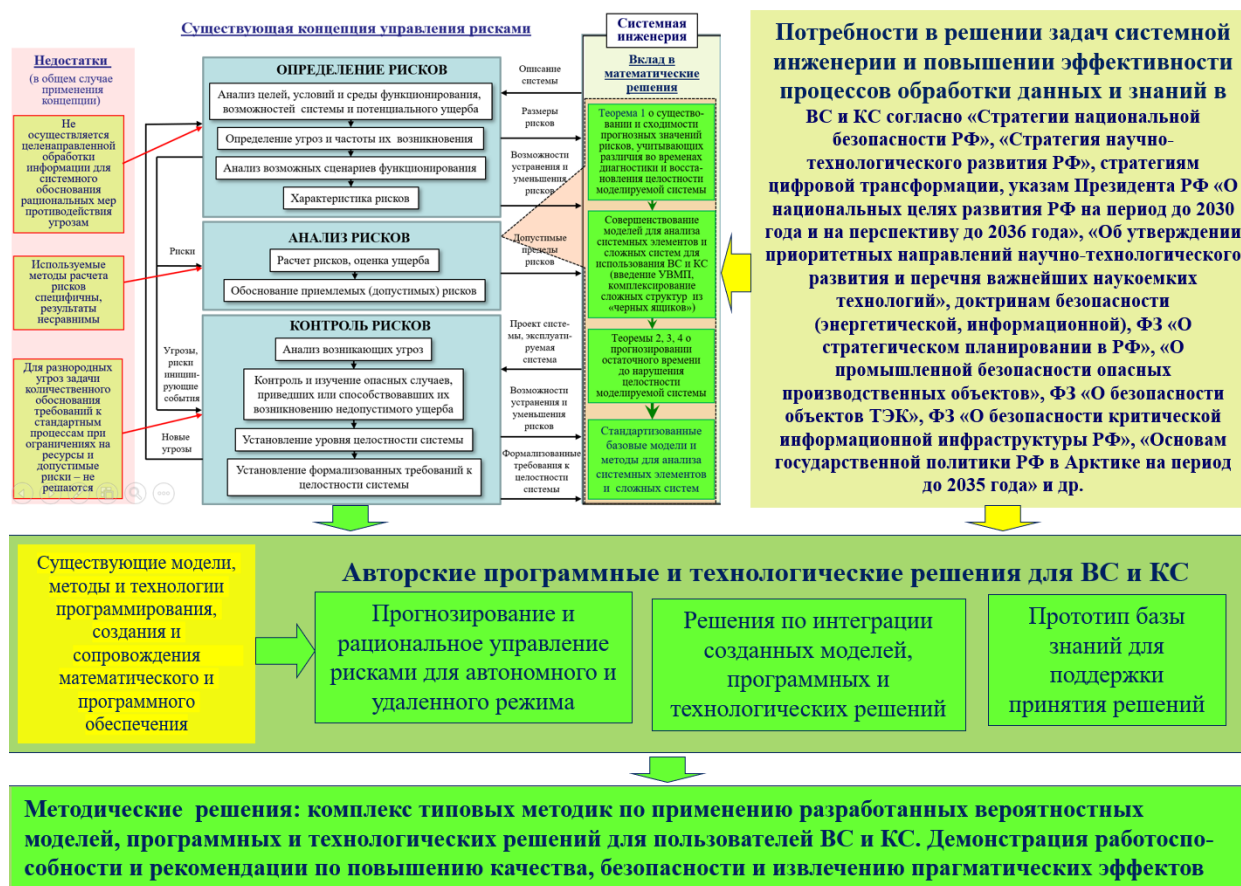 Существующая концепция управления рисками
Недостатки
(в общем случае
применения
концепции)
Не
осуществляется
целенаправленной
обработки
информации для
системного
обоснования
рациональных мер
противодействия
угрозам
Используемые
методы расчета
рисков
специфичны,
результаты
несравнимы
Для разнородных
угроз задачи
количественного
обоснования
требований к
стандартным
процессам при
ограничениях на
ресурсы и
допустимые
риски – не
решаются
Риски
Угрозы,
риски
иниции-
рующие
события
Новые
угрозы
ОПРЕДЕЛЕНИЕ РИСКОВ
Анализ целей, условий и среды функционирования,
возможностей системы и потенциального ущерба
Определение угроз и частоты их возникновения
Анализ возможных сценариев функционирования
Характеристика рисков
АНАЛИЗ РИСКОВ
Расчет рисков, оценка ущерба
Обоснование приемлемых (допустимых) рисков
КОНТРОЛЬ РИСКОВ
Анализ возникающих угроз
Контроль и изучение опасных случаев,
приведших или способствовавших их
возникновению недопустимого ущерба
Установление уровня целостности системы
Установление формализованных требований к
целостности системы
Описание
системы
Размеры
рисков
Возможности
устранения и
уменьшения
рисков
Допустимые
пределы
рисков
Проект систе-
мы, эксплуати-
руемая
система
Возможности
устранения и
уменьшения
рисков
Формализованные
требования к
целостности
системы
Системная
инженерия
Вклад в
математические
решения
Теорема 1 о существо-
вании и сходимости
прогнозных значений
рисков, учитывающих
различия во временах
диагностики и восста-
новления целостности
моделируемой системы
Совершенствование
моделей для анализа
системных элементов и
сложных систем для
использования ВС и КС
(введение УВМП,
комплексирование
сложных структур из
«черных ящиков»)
Теоремы 2, 3, 4 о
прогнозировании
остаточного времени
до нарушения
целостности
моделируемой системы
Стандартизованные
базовые модели и
методы для анализа
системных элементов
и сложных систем
Потребности в решении задач системной
инженерии и повышении эффективности
процессов обработки данных и знаний в
ВС и КС согласно «Стратегии национальной
безопасности РФ», «Стратегия научно-
технологического развития РФ», стратегиям
цифровой трансформации, указам Президента РФ «О
национальных целях развития РФ на период до 2030
года и на перспективу до 2036 года», «Об утверждении
приоритетных направлений научно-технологического
развития и перечня важнейших наукоемких
технологий», доктринам безопасности
(энергетической, информационной), ФЗ «О
стратегическом планировании в РФ», «О
промышленной безопасности опасных
производственных объектов», ФЗ «О безопасности
объектов ТЭК», ФЗ «О безопасности критической
информационной инфраструктуры РФ», «Основам
государственной политики РФ в Арктике на период
до 2035 года» и др.
Существующие модели,
методы и технологии
программирования,
создания и
сопровождения
математического и
программного
обеспечения
Авторские программные и технологические решения для ВС и КС
Прогнозирование и
рациональное управление
рисками для автономного и
удаленного режима
Решения по интеграции
созданных моделей,
программных и
технологических решений
Прототип базы
знаний для
поддержки
принятия решений
Методические решения: комплекс типовых методик по применению разработанных вероятностных
моделей, программных и технологических решений для пользователей ВС и КС. Демонстрация работоспо-
собности и рекомендации по повышению качества, безопасности и извлечению прагматических эффектов